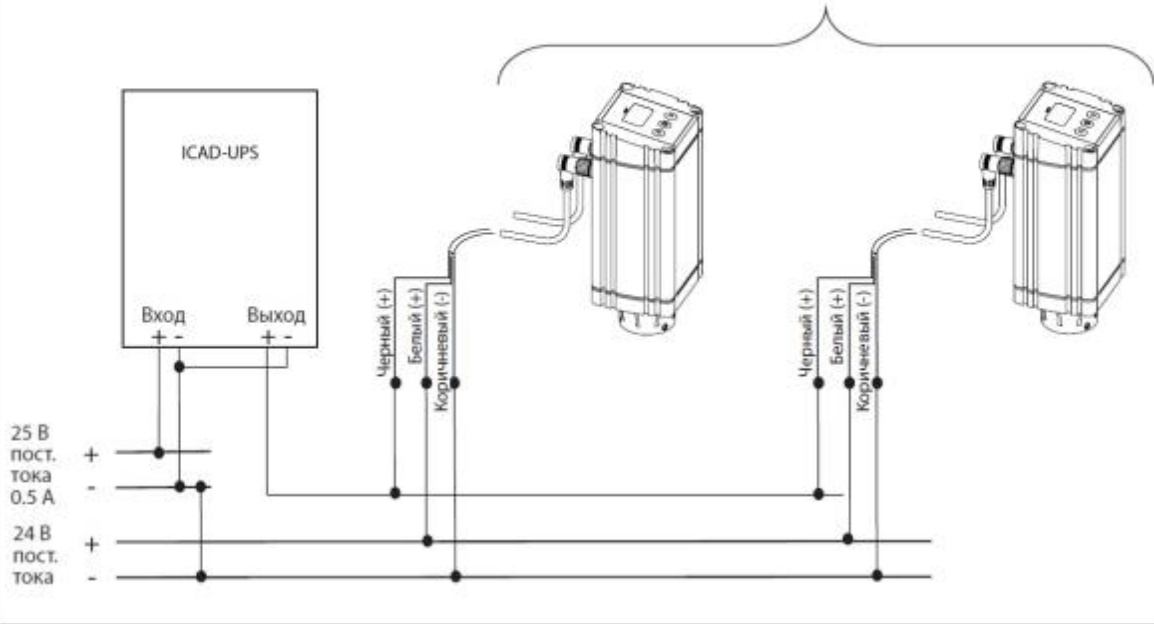 ICAD-UPS
Вход
Выход
+ -
+ -
Черный (+)
Белый (+)
Коричневый (-)
Черный (+)
Белый (+)
Коричневый (-)
25 В
пост.
тока
0.5 А
+
-
24 В
пост.
тока
+
-